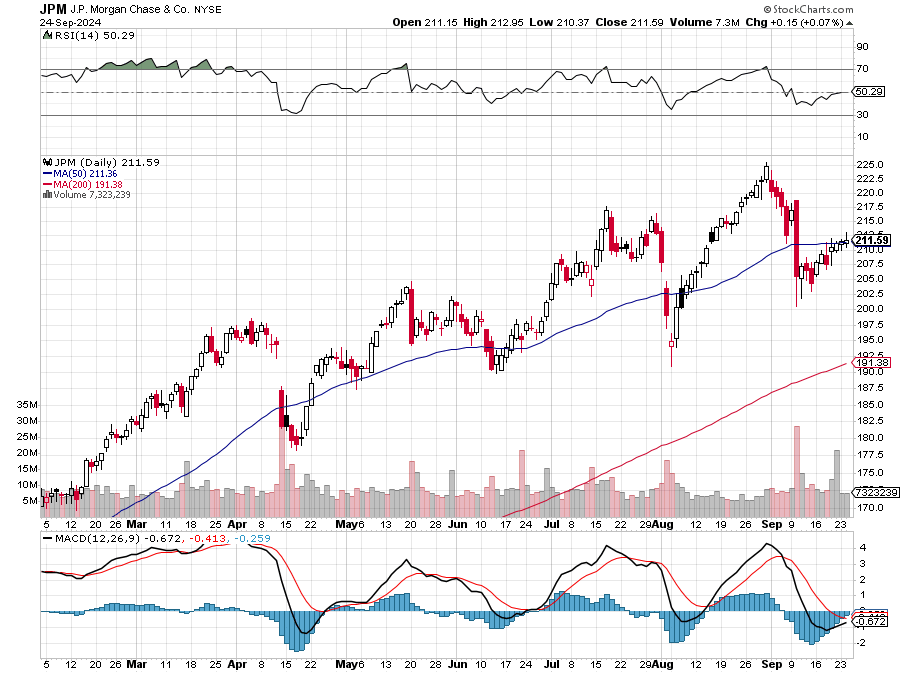 JPM J.P. Morgan Chase & Co. NYSE
© StockCharts.com
24-Sep-2024
Open 211.15 High 212.95 Low 210.37 Close 211.59 Volume 7.3M Chg +0.15 (+0.07%)
RSI(14) 50.29
90
70
50.29
30
10
JPM (Daily) 211.59
MA(50) 211.36
MA(200) 191.38
Volume 7,323,239
225.0
222.5
220.0
217.5
215.0
211.59
210.0
207.5
205.0
202.5
200.0
197.5
195.0
192.5
191.38
190.0
187.5
185.0
182.5
180.0
177.5
175.0
7323239
170.0
35M
30M
25M
20M
15M
10M
5M
5 12 20 26 Mar 11 18 25 Apr 8 15 22 May 6 13 20 28 Jun 10 17 24 Jul 8 15 22 29 Aug 12 19 26 Sep 9 16 23
MACD(12,26,9) -0.672, -0.413, -0.259
4
3
2
1
-0.672
-1
-2
5 12 20 26 Mar 11 18 25 Apr 8 15 22 May 6 13 20 28 Jun 10 17 24 Jul 8 15 22 29 Aug 12 19 26 Sep 9 16 23